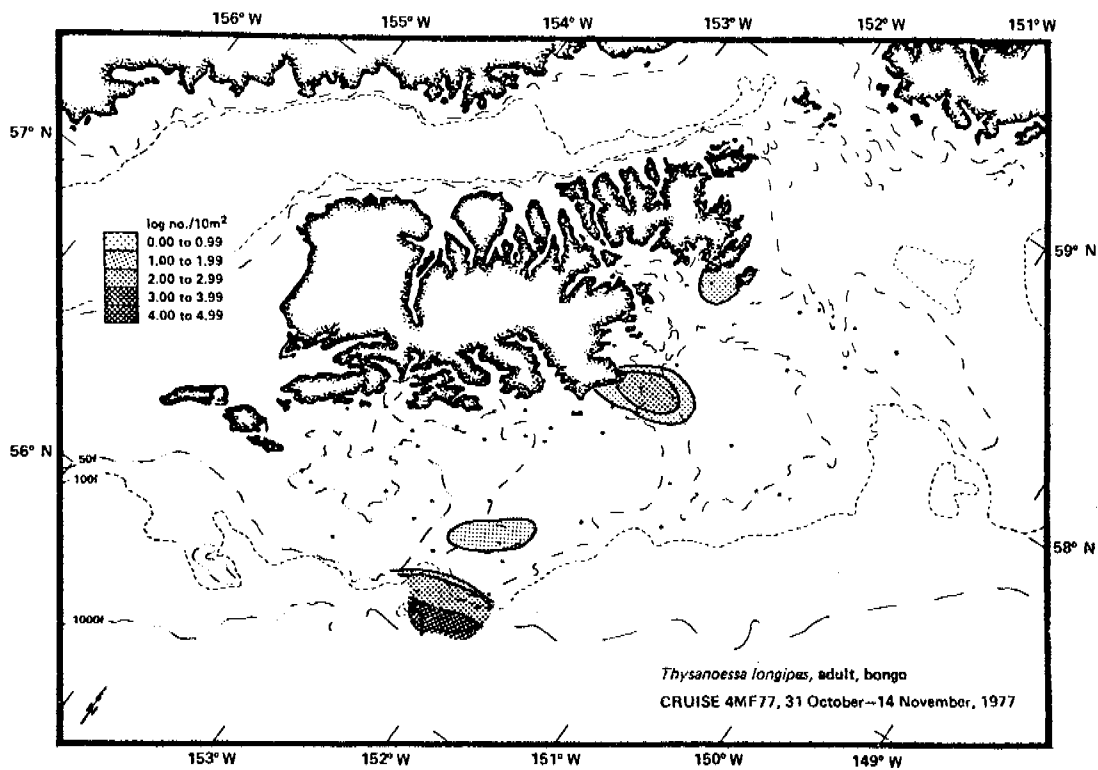 156° W 155° W 154° W 153° W 152° W 151° W
57° N
59° N
log no./10m²
0.00 to 0.99
1.00 to 1.99
2.00 to 2.99
3.00 to 3.99
4.00 to 4.99
56° N
50f
100f
58° N
1000f
Thysanoessa longipes, adult, bongo
CRUISE 4MF77, 31 October–14 November, 1977
153° W 152° W 151° W 150° W 149° W